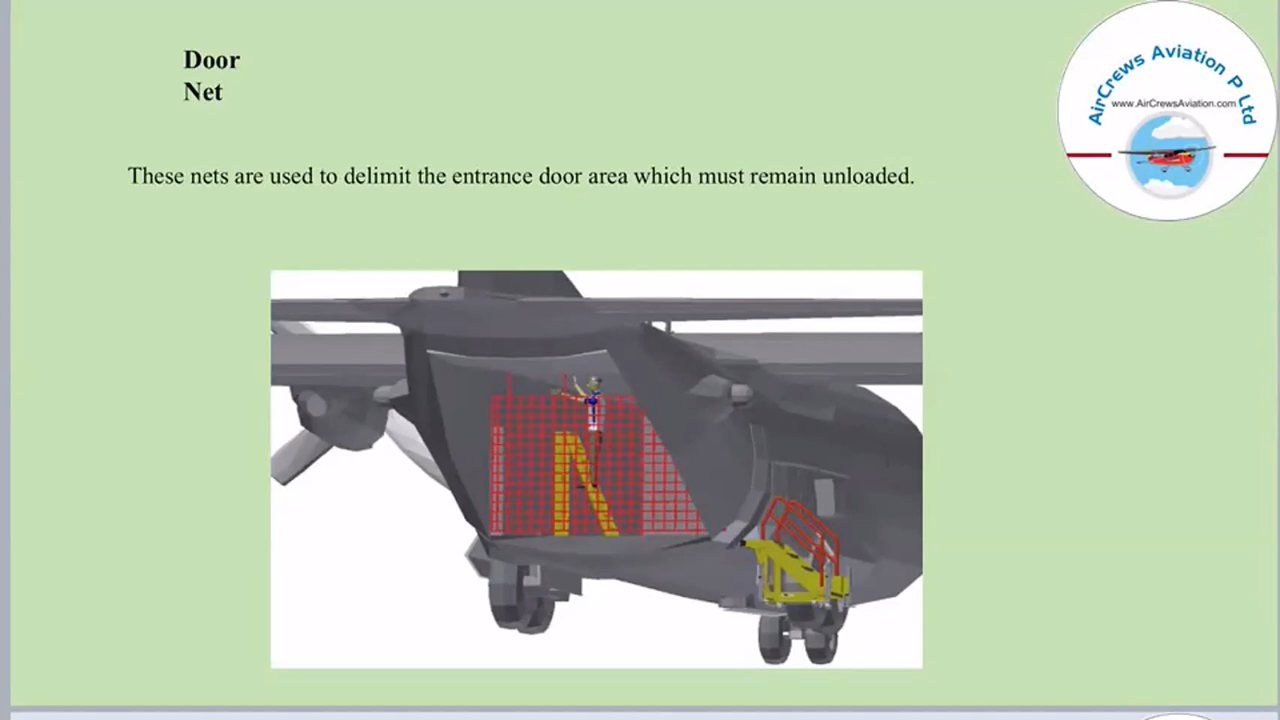 Door
Net
AirCrews Aviation P Ltd
www.AirCrewsAviation.com
These nets are used to delimit the entrance door area which must remain unloaded.